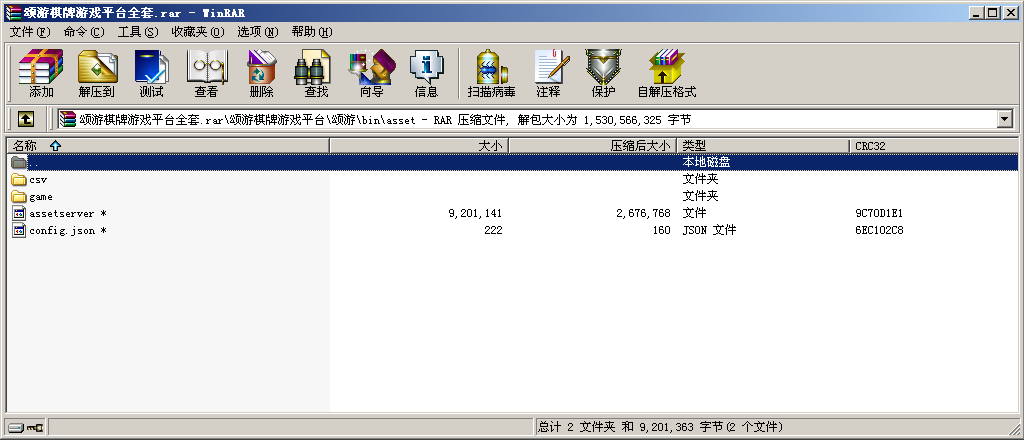 颂游棋牌游戏平台全套.rar - WinRAR
文件(F) 命令(C) 工具(S) 收藏夹(O) 选项(N) 帮助(H)
添加 解压到 测试 查看 删除 查找 向导 信息 扫描病毒 注释 保护 自解压格式
颂游棋牌游戏平台全套.rar\颂游棋牌游戏平台\颂游\bin\asset - RAR 压缩文件, 解包大小为 1,530,566,325 字节
名称 大小 压缩后大小 类型 CRC32
.. 本地磁盘
csv 文件夹
game 文件夹
assetserver * 9,201,141 2,676,768 文件 9C70D1E1
config.json * 222 160 JSON 文件 6EC102C8
总计 2 文件夹 和 9,201,363 字节(2 个文件)